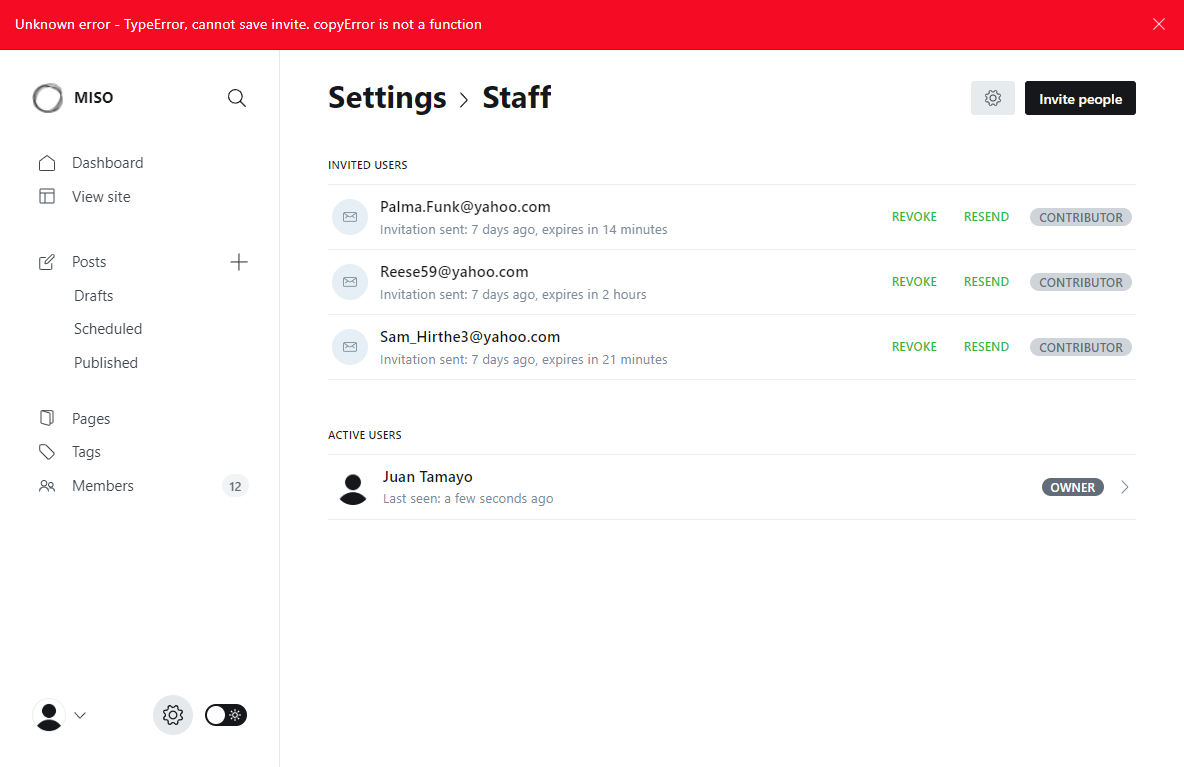 Unknown error - TypeError, cannot save invite. copyError is not a function
MISO
Dashboard
View site
Posts
Drafts
Scheduled
Published
Pages
Tags
Members 12
Settings > Staff
Invite people
INVITED USERS
Palma.Funk@yahoo.com
Invitation sent: 7 days ago, expires in 14 minutes
REVOKE RESEND CONTRIBUTOR
Reese59@yahoo.com
Invitation sent: 7 days ago, expires in 2 hours
REVOKE RESEND CONTRIBUTOR
Sam_Hirthe3@yahoo.com
Invitation sent: 7 days ago, expires in 21 minutes
REVOKE RESEND CONTRIBUTOR
ACTIVE USERS
Juan Tamayo
Last seen: a few seconds ago
OWNER